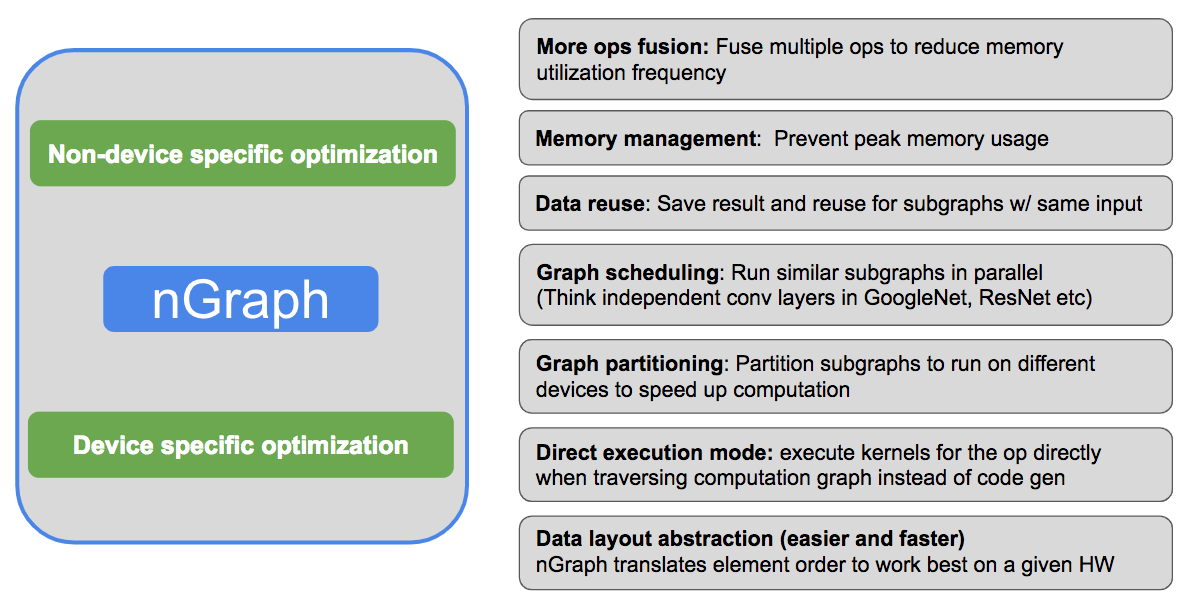 Non-device specific optimization
nGraph
Device specific optimization
More ops fusion: Fuse multiple ops to reduce memory
utilization frequency
Memory management:  Prevent peak memory usage
Data reuse: Save result and reuse for subgraphs w/ same input
Graph scheduling: Run similar subgraphs in parallel
(Think independent conv layers in GoogleNet, ResNet etc)
Graph partitioning: Partition subgraphs to run on different
devices to speed up computation
Direct execution mode: execute kernels for the op directly
when traversing computation graph instead of code gen
Data layout abstraction (easier and faster)
nGraph translates element order to work best on a given HW